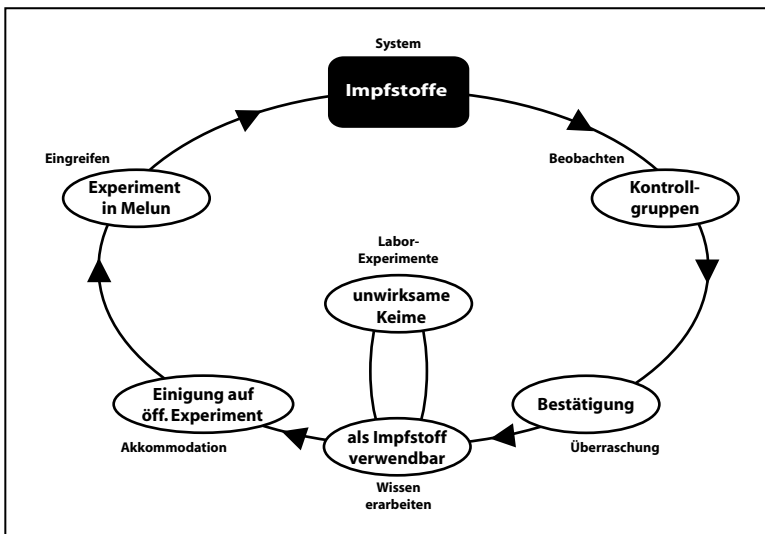 System
Impfstoffe
Eingreifen
Experiment
in Melun
Beobachten
Kontroll-
gruppen
Labor-
Experimente
unwirksame
Keime
Einigung auf
öff. Experiment
Akkommodation
als Impfstoff
verwendbar
Wissen
erarbeiten
Bestätigung
Überraschung